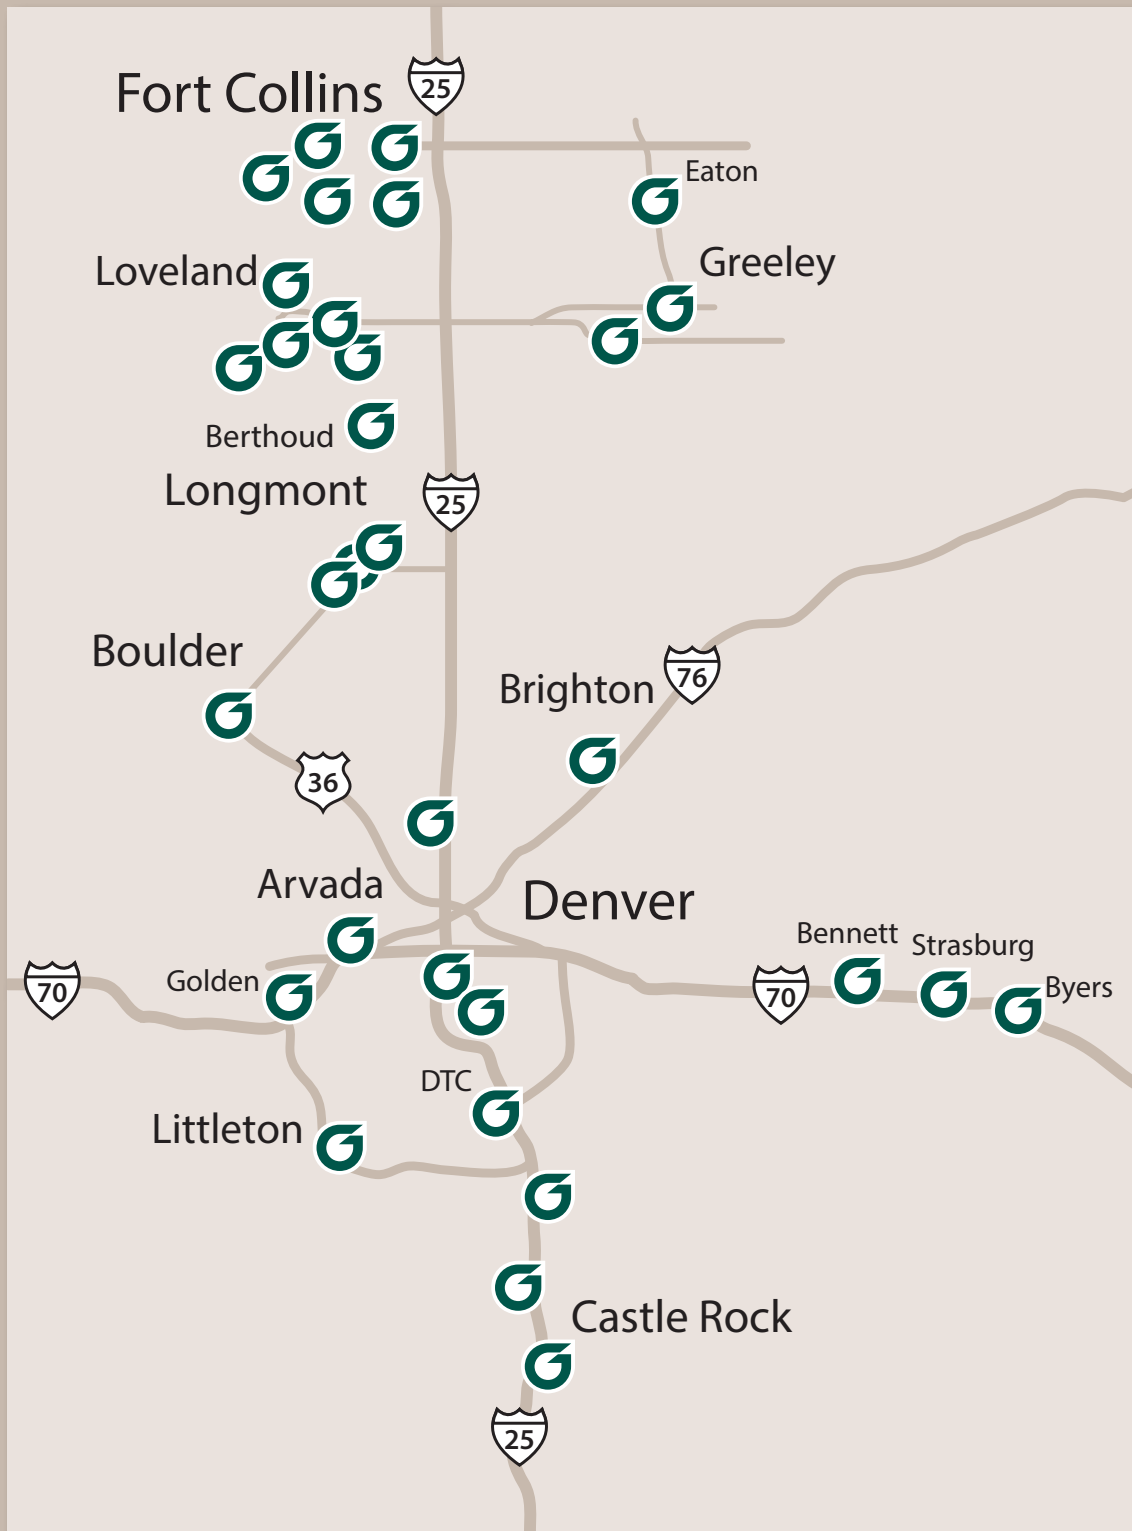 Fort Collins
25
Eaton
Greeley
Loveland
Berthoud
Longmont
25
Boulder
76
Brighton
36
Arvada
Denver
Bennett
Strasburg
Golden
70
70
Byers
DTC
Littleton
Castle Rock
25